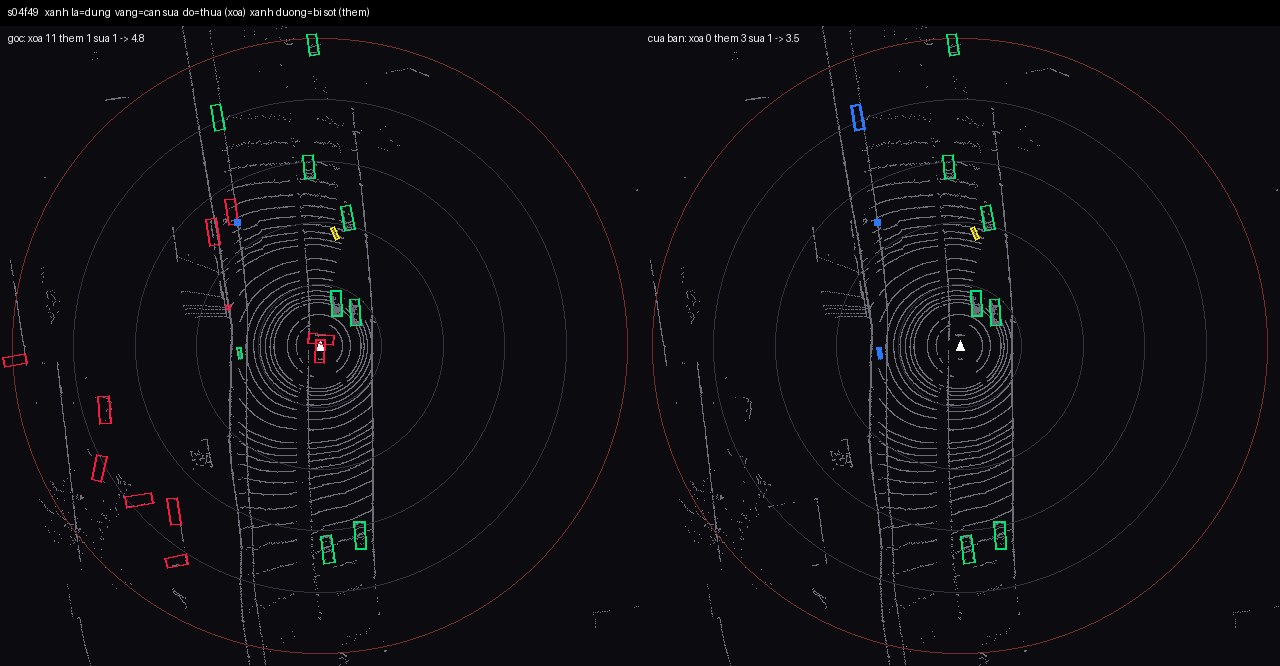 s04f49 xanh la=dung vang=can sua do=thua (xoa) xanh duong=bi sot (them)
goc: xoa 11 them 1 sua 1 -> 4.8
cua ban: xoa 0 them 3 sua 1 -> 3.5